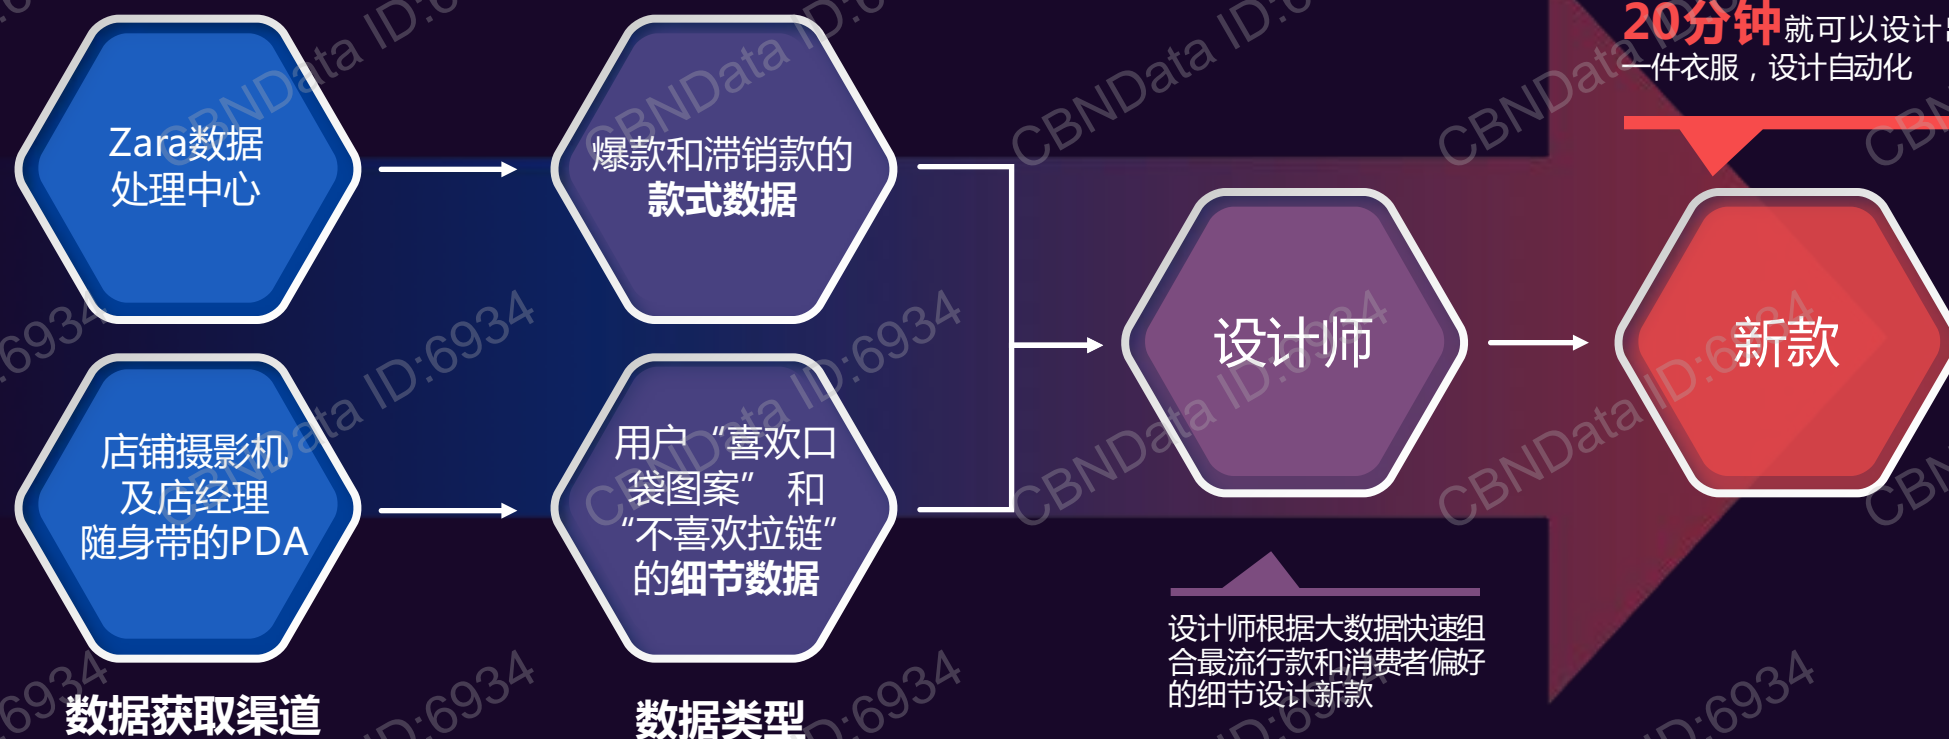 20分钟就可以设计出
一件衣服，设计自动化
Zara数据
处理中心
爆款和滞销款的
款式数据
设计师
新款
店铺摄影机
及店经理
随身带的PDA
用户“喜欢口
袋图案” 和
“不喜欢拉链”
的细节数据
设计师根据大数据快速组
合最流行款和消费者偏好
的细节设计新款
数据获取渠道
数据类型
CBNData ID:6934